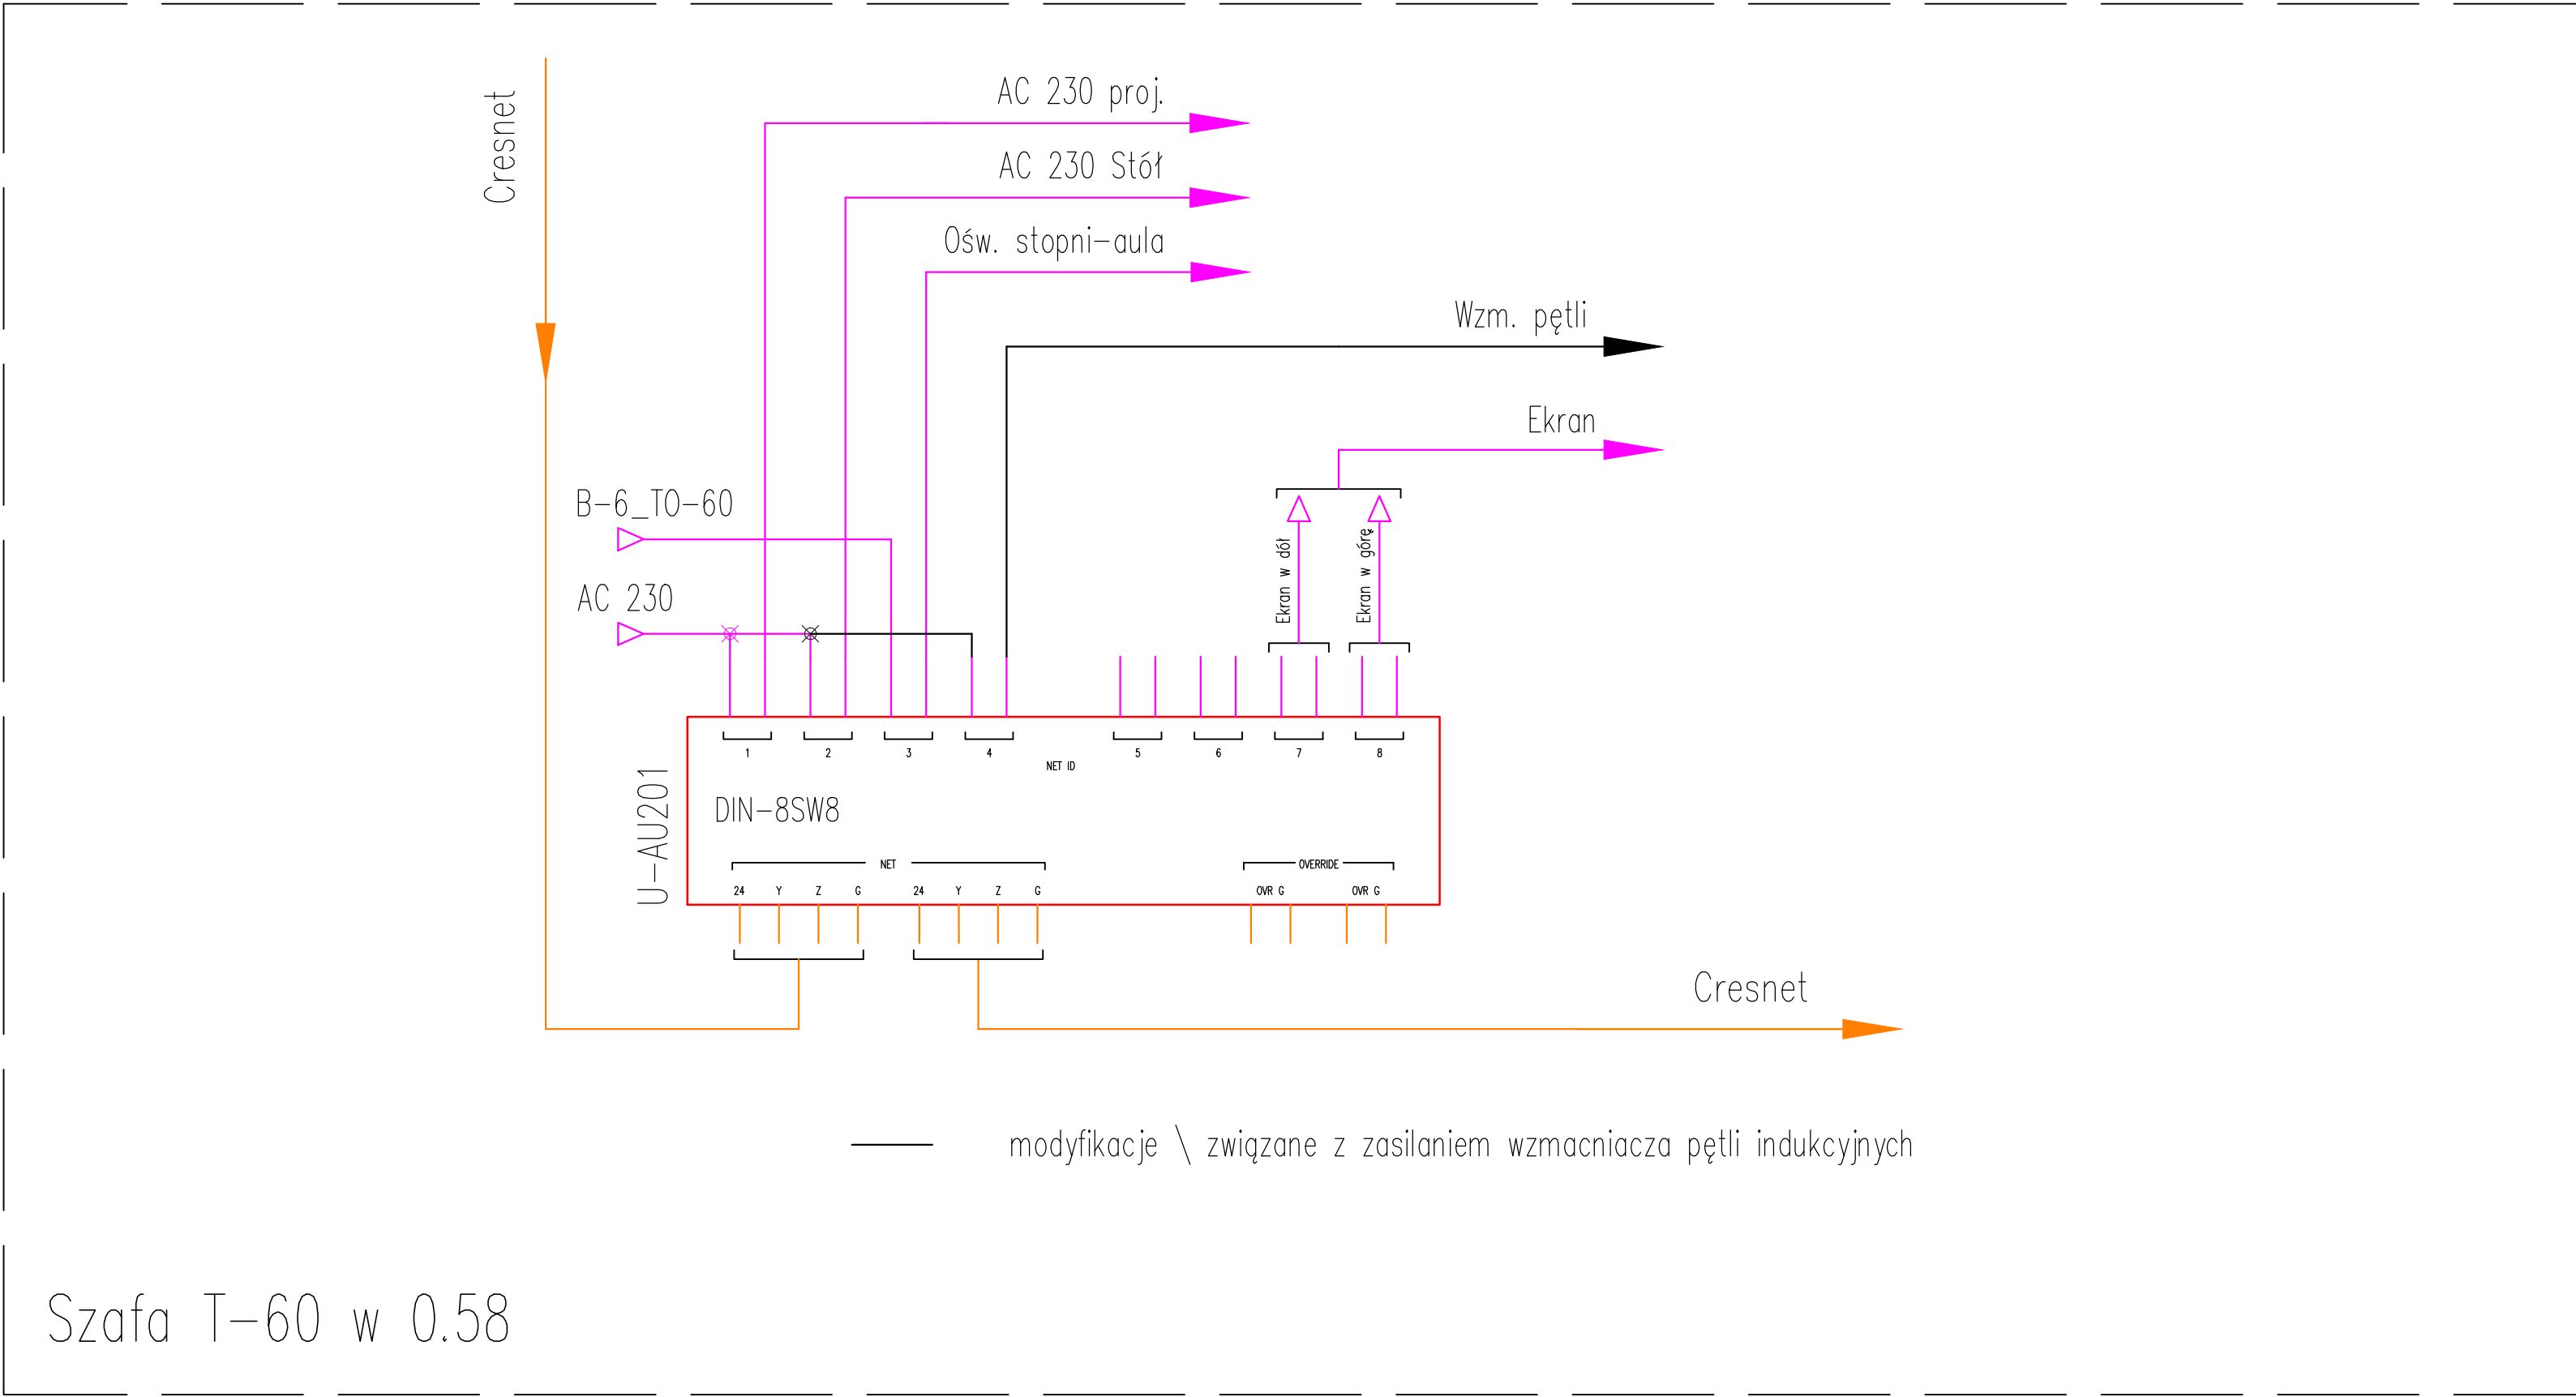 Cresnet
AC 230 proj.
AC 230 Stół
Ośw. stopni-aula
Wzm. pętli
Ekran
B-6_TO-60
AC 230
Ekran w dół
Ekran w górę
1 2 3 4 5 6 7 8
NET ID
U-AU201
DIN-8SW8
NET
OVERRIDE
24 Y Z G 24 Y Z G OVR G OVR G
Cresnet
modyfikacje \ związane z zasilaniem wzmacniacza pętli indukcyjnych
Szafa T-60 w 0.58